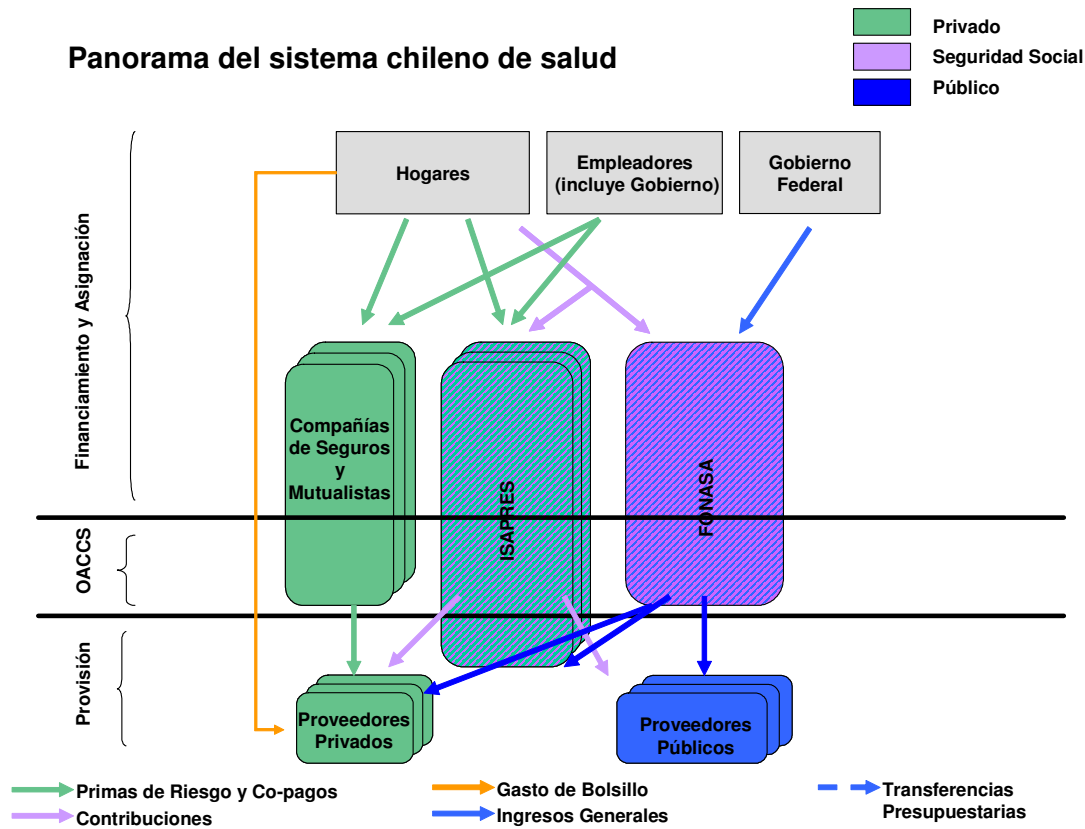 Panorama del sistema chileno de salud
Privado
Seguridad Social
Público
Hogares
Empleadores
(incluye Gobierno)
Gobierno
Federal
Financiamiento y Asignación
Compañías
de Seguros
y
Mutualistas
ISAPRES
FONASA
OACCS
Provisión
Proveedores
Privados
Proveedores
Públicos
Primas de Riesgo y Co-pagos
Contribuciones
Gasto de Bolsillo
Ingresos Generales
Transferencias
Presupuestarias